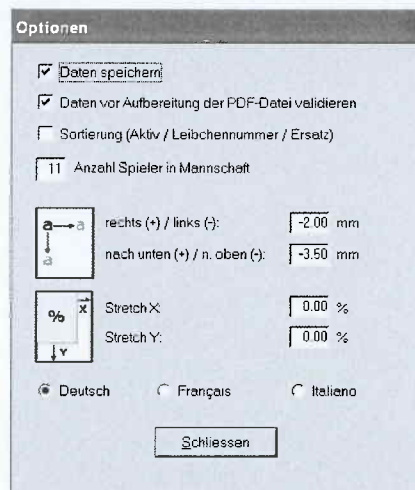 Optionen
Daten speichern
Daten vor Aufbereitung der PDF-Datei validieren
Sortierung (Aktiv / Leibchennummer / Ersatz)
11 Anzahl Spieler in Mannschaft
a a rechts (+) / links (-): -2.00 mm
a nach unten (+) / n. oben (-): -3.50 mm
% X Stretch X: 0.00 %
Y Stretch Y: 0.00 %
Deutsch Français Italiano
Schliessen